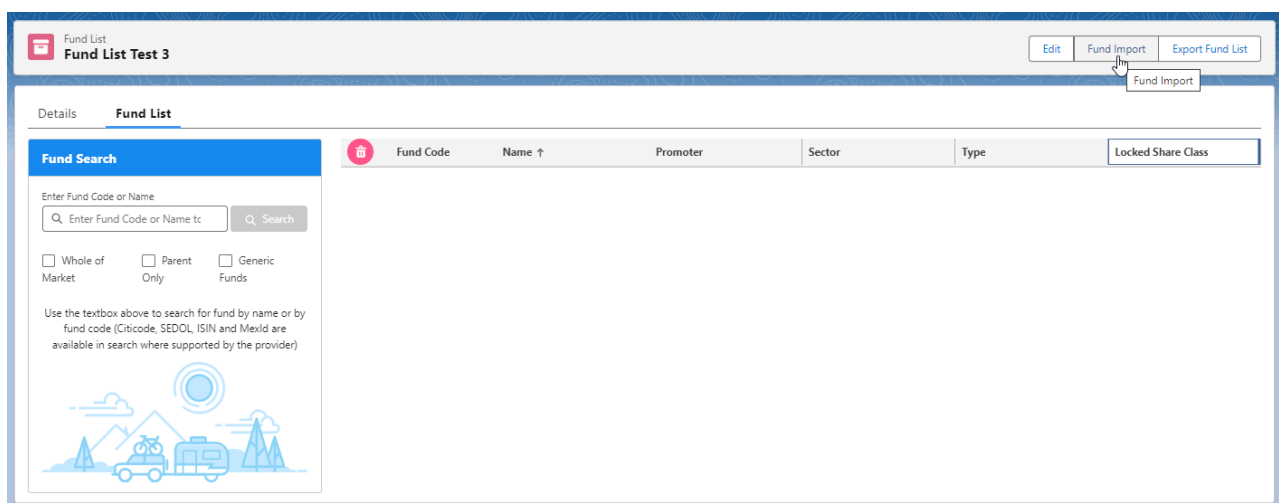 Fund List
Fund List Test 3
Edit
Fund Import
Export Fund List
Fund Import
Details
Fund List
Fund Search
Enter Fund Code or Name
Enter Fund Code or Name tc
Search
Whole of Market
Parent Only
Generic Funds
Use the textbox above to search for fund by name or by
fund code (Citicode, SEDOL, ISIN and MexId are
available in search where supported by the provider)
Fund Code
Name ↑
Promoter
Sector
Type
Locked Share Class